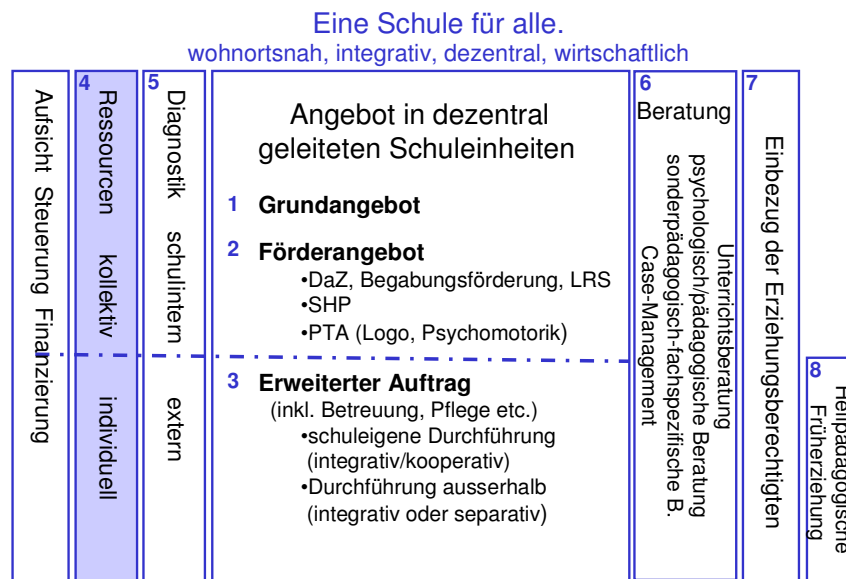 Eine Schule für alle.
wohnortsnah, integrativ, dezentral, wirtschaftlich
Aufsicht Steuerung Finanzierung
4
Ressourcen kollektiv individuell
5
Diagnostik schulintern extern
Angebot in dezentral
geleiteten Schuleinheiten
1 Grundangebot
2 Förderangebot
•DaZ, Begabungsförderung, LRS
•SHP
•PTA (Logo, Psychomotorik)
3 Erweiterter Auftrag
(inkl. Betreuung, Pflege etc.)
•schuleigene Durchführung
(integrativ/kooperativ)
•Durchführung ausserhalb
(integrativ oder separativ)
6
Beratung
Unterrichtsberatung
psychologisch/pädagogische Beratung
sonderpädagogisch-fachspezifische B.
Case-Management
7
Einbezug der Erziehungsberechtigten
8
Heilpädagogische
Früherziehung